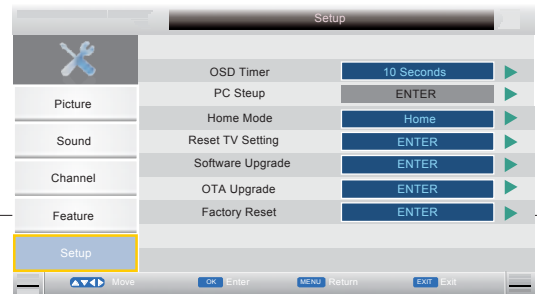 Setup
OSD Timer 10 Seconds
PC Steup ENTER
Picture
Home Mode Home
Sound
Reset TV Setting ENTER
Software Upgrade ENTER
Channel
OTA Upgrade ENTER
Feature
Factory Reset ENTER
Setup
Move OK Enter MENU Return EXIT Exit